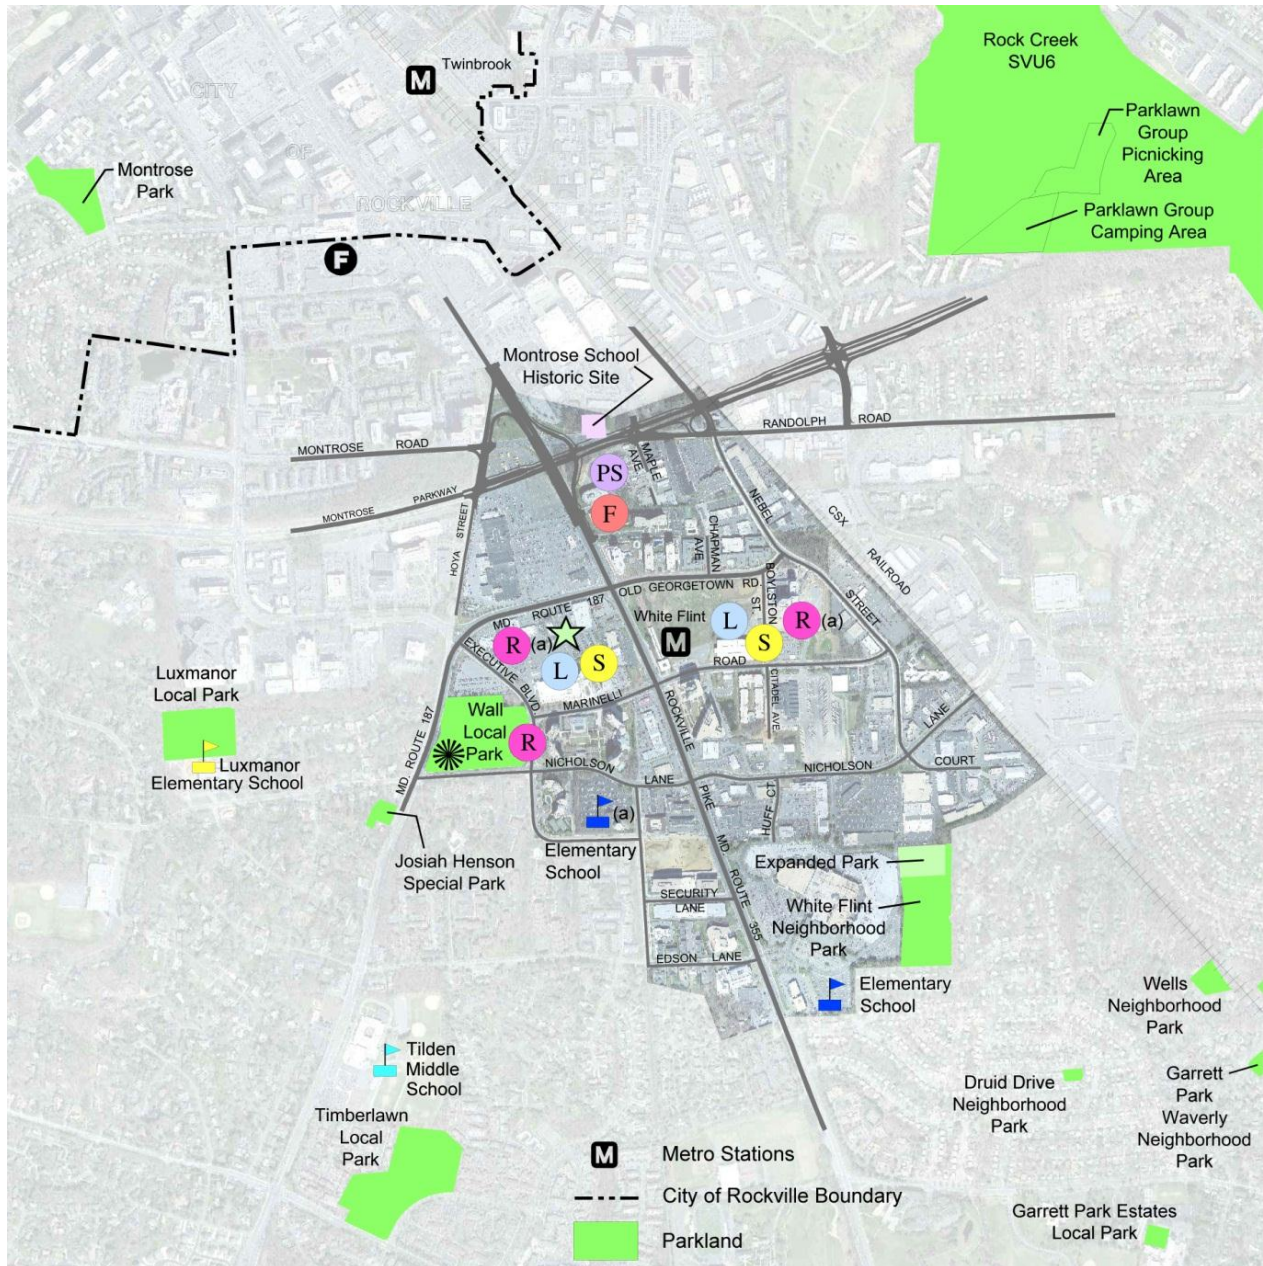 Rock Creek
SVU6
Twinbrook
M
CITY
Parklawn
Group
Picnicking
Area
OF
Montrose
Park
ROCKVILLE
Parklawn Group
Camping Area
F
Montrose School
Historic Site
RANDOLPH ROAD
MONTROSE ROAD
MAPLE
AVE
PS
MONTROSE PARKWAY
NEBEL STREET
F
CSX RAILROAD
HOYA STREET
CHAPMAN
AVE
OLD GEORGETOWN RD.
BOYLSTON
ST.
MD. ROUTE 187
White Flint
M
L
R
(a)
S
R
(a)
L
S
EXECUTIVE BLVD.
MARINELLI ROAD
ROCKVILLE PIKE
CITADEL AVE.
Luxmanor
Local Park
MD. ROUTE 187
Wall
Local
Park
R
LANE
Luxmanor
Elementary School
NICHOLSON LANE
NICHOLSON COURT
HUFF CT.
(a)
Elementary
School
Josiah Henson
Special Park
Expanded Park
MD. ROUTE 355
SECURITY
LANE
White Flint
Neighborhood
Park
EDSON LANE
Elementary
School
Wells
Neighborhood
Park
Tilden
Middle
School
Druid Drive
Neighborhood
Park
Garrett
Park
Waverly
Neighborhood
Park
Timberlawn
Local
Park
M
Metro Stations
City of Rockville Boundary
Parkland
Garrett Park Estates
Local Park